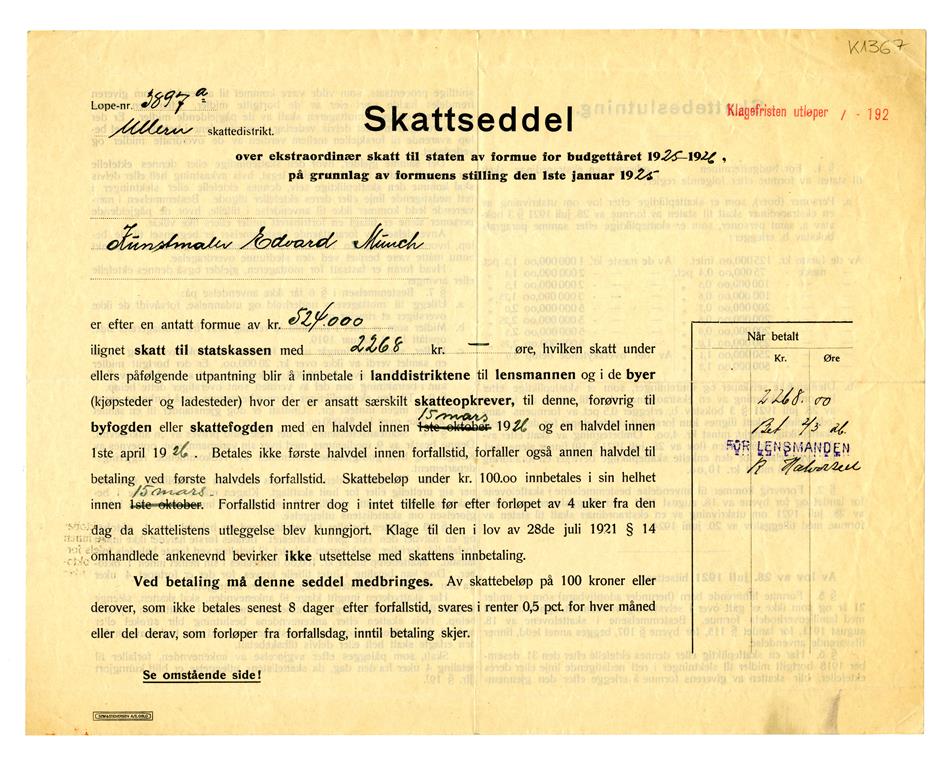 K1367
Løpe-nr. 3897 a
Ullern skattedistrikt.
Skattseddel
Klagefristen utløper / - 192
over ekstraordinær skatt til staten av formue for budgettåret 1925-1926,
på grunnlag av formuens stilling den 1ste januar 1925
Kunstmaler Edvard Munch
er efter en antatt formue av kr. 524.000
ilignet skatt til statskassen med 2268 kr. — øre, hvilken skatt under
ellers påfølgende utpantning blir å innbetale i landdistriktene til lensmannen og i de byer
(kjøpsteder og ladesteder) hvor der er ansatt særskilt skatteopkrever, til denne, forøvrig til
15 mars
byfogden eller skattefogden med en halvdel innen 1ste oktober 1926 og en halvdel innen
1ste april 1926. Betales ikke første halvdel innen forfallstid, forfaller også annen halvdel til
betaling ved første halvdels forfallstid. Skattebeløp under kr. 100.00 innbetales i sin helhet
15 mars
innen 1ste oktober. Forfallstid inntrer dog i intet tilfelle før efter forløpet av 4 uker fra den
dag da skattelistens utleggelse blev kunngjort. Klage til den i lov av 28de juli 1921 § 14
omhandlede ankenevnd bevirker ikke utsettelse med skattens innbetaling.
Ved betaling må denne seddel medbringes. Av skattebeløp på 100 kroner eller
derover, som ikke betales senest 8 dager efter forfallstid, svares i renter 0,5 pct. for hver måned
eller del derav, som forløper fra forfallsdag, inntil betaling skjer.
Se omstående side!
Når betalt
Kr. Øre
2268.00
Bet 4/3 26.
FOR LENSMANDEN
R Halvorsen